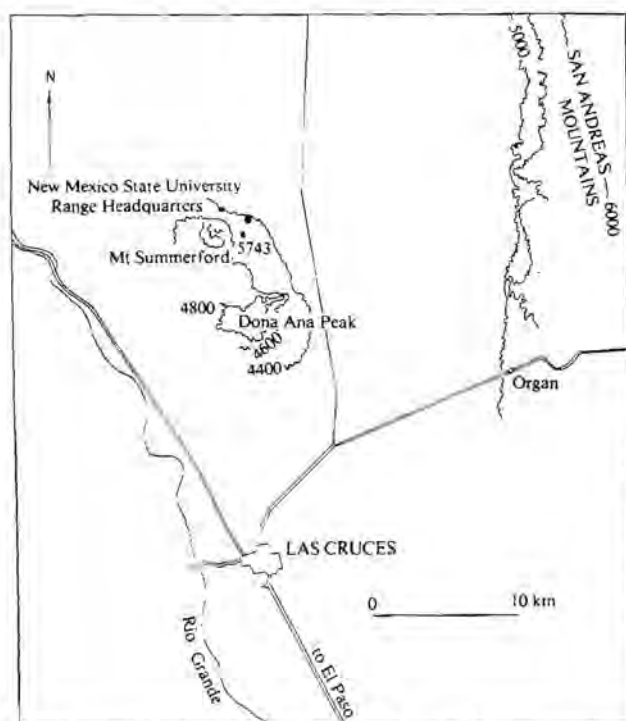 5000
SAN ANDREAS — 6000
MOUNTAINS
N
New Mexico State University
Range Headquarters
5743
Mt Summerford
4800
Dona Ana Peak
4600
4400
Organ
LAS CRUCES
0 10 km
Rio Grande
to El Paso